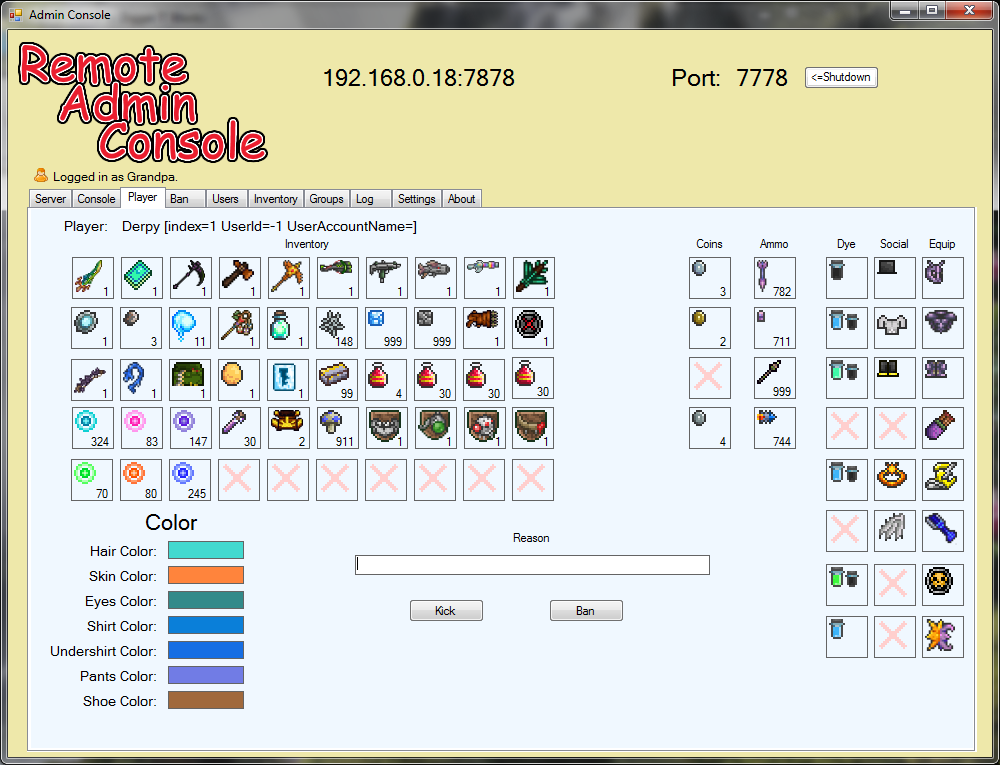 Admin Console
Remote
Admin
Console
192.168.0.18:7878
Port: 7778 <=Shutdown
Logged in as Grandpa.
Server Console Player Ban Users Inventory Groups Log Settings About
Player: Derpy [index=1 UserId=-1 UserAccountName=]
Inventory Coins Ammo Dye Social Equip
1 1 1 1 1 1 1 1 1 1 3 782
1 3 11 1 1 148 999 999 1 1 2 711
1 1 1 1 1 99 4 30 30 30 999
324 83 147 30 2 911 1 1 1 1 4 744
70 80 245
Color
Hair Color:
Skin Color:
Eyes Color:
Shirt Color:
Undershirt Color:
Pants Color:
Shoe Color:
Reason
Kick Ban